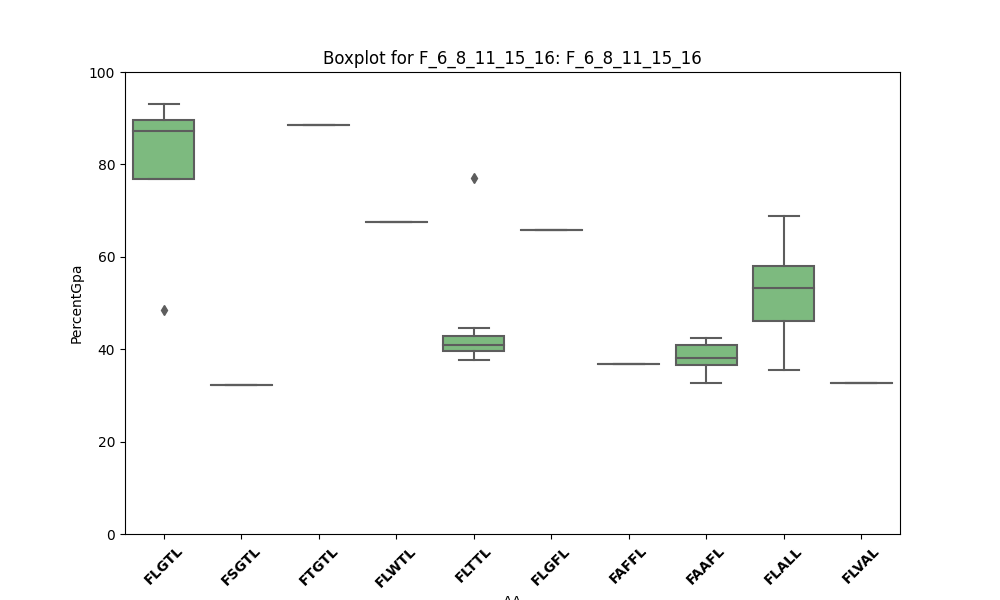 Boxplot for F_6_8_11_15_16: F_6_8_11_15_16
100
80
60
40
20
0
PercentGpa
FLGTL FSGTL FTGTL FLWTL FLTTL FLGFL FAFFL FAAFL FLALL FLVAL
AA